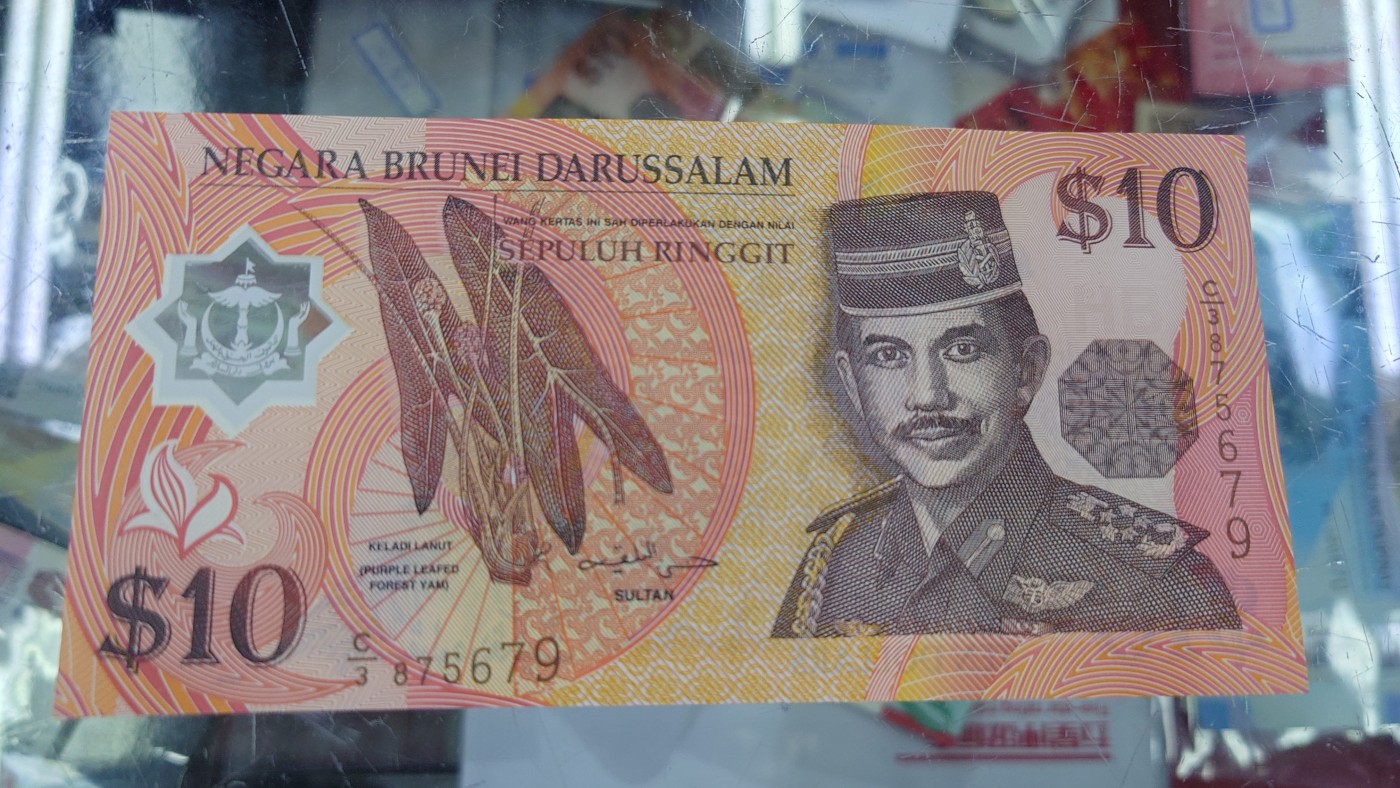 NEGARA BRUNEI DARUSSALAM
WANG KERTAS INI SAH DIPERLAKUKAN DENGAN NILAI
SEPULUH RINGGIT
$10
C/3 875679
KELADI LANUT
(PURPLE LEAFED
FOREST YAM)
SULTAN
$10
C/3 875679